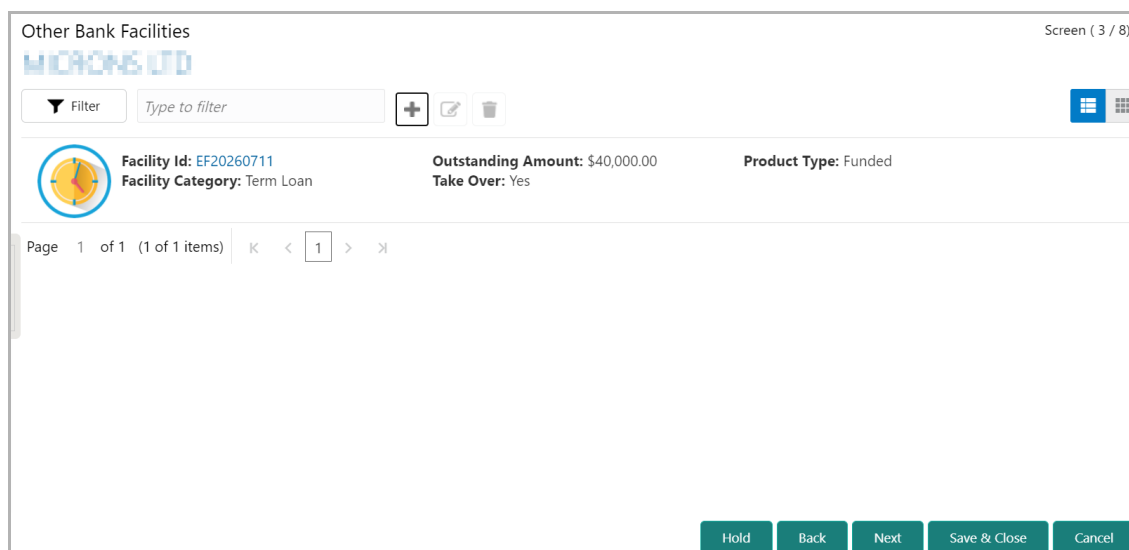 Other Bank Facilities
Screen ( 3 / 8)
Filter
Type to filter
Facility Id: EF20260711
Outstanding Amount: $40,000.00
Product Type: Funded
Facility Category: Term Loan
Take Over: Yes
Page 1 of 1 (1 of 1 items) K < 1 > >|
Hold
Back
Next
Save & Close
Cancel